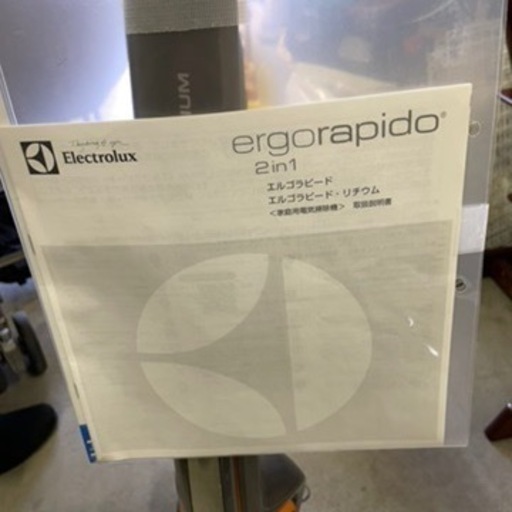 NIUM
Thinking of you
Electrolux
ergorapido®
2in1
エルゴラピード
エルゴラピード・リチウム
＜家庭用電気掃除機＞ 取扱説明書